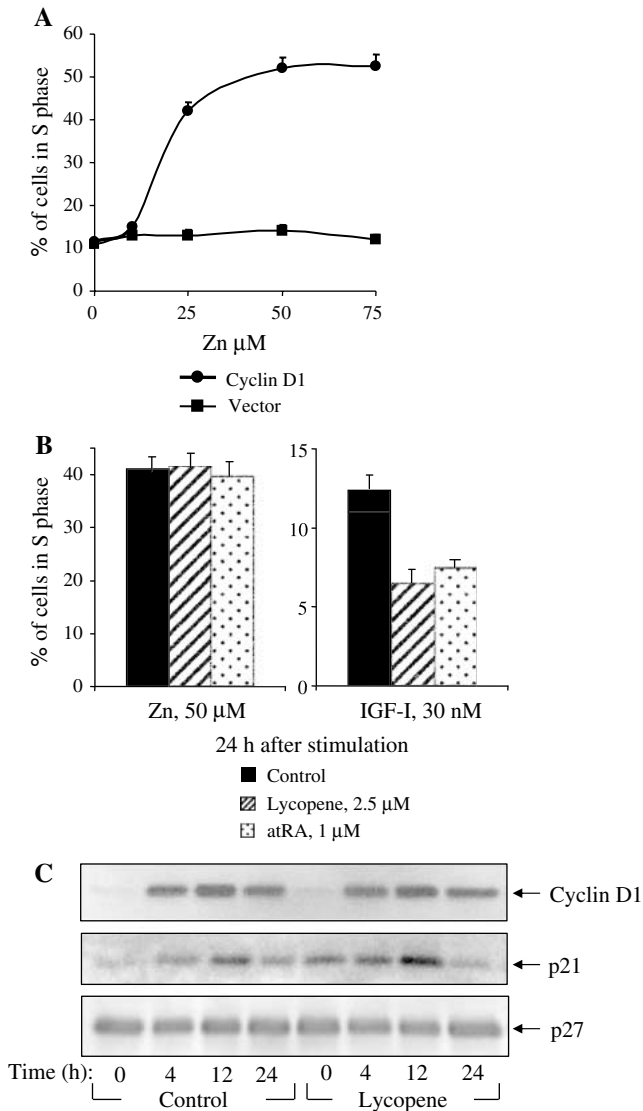 A
60
50
40
30
20
10
0
% of cells in S phase
0 25 50 75
Zn μM
Cyclin D1
Vector
B
40
40
20
40
0
% of cells in S phase
Zn, 50 μM
15
10
5
0
IGF-I, 30 nM
24 h after stimulation
Control
Lycopene, 2.5 μM
atRA, 1 μM
C
Cyclin D1
p21
p27
Time (h): 0 4 12 24 0 4 12 24
Control Lycopene